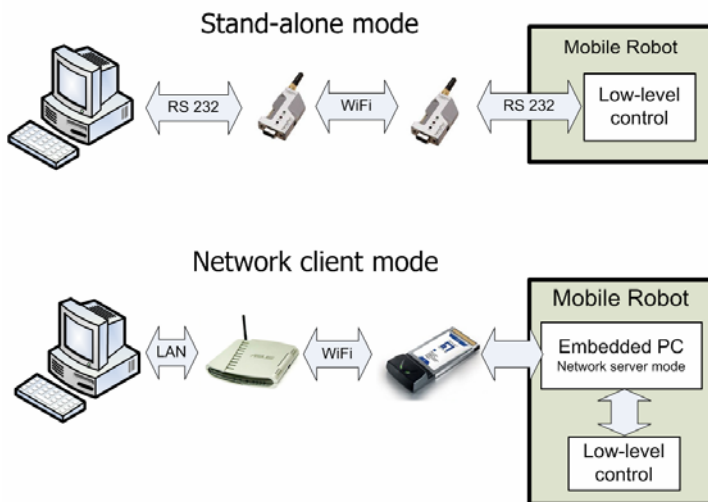 Stand-alone mode
Mobile Robot
RS 232
WiFi
RS 232
Low-level
control
Network client mode
Mobile Robot
LAN
WiFi
Embedded PC
Network server mode
Low-level
control